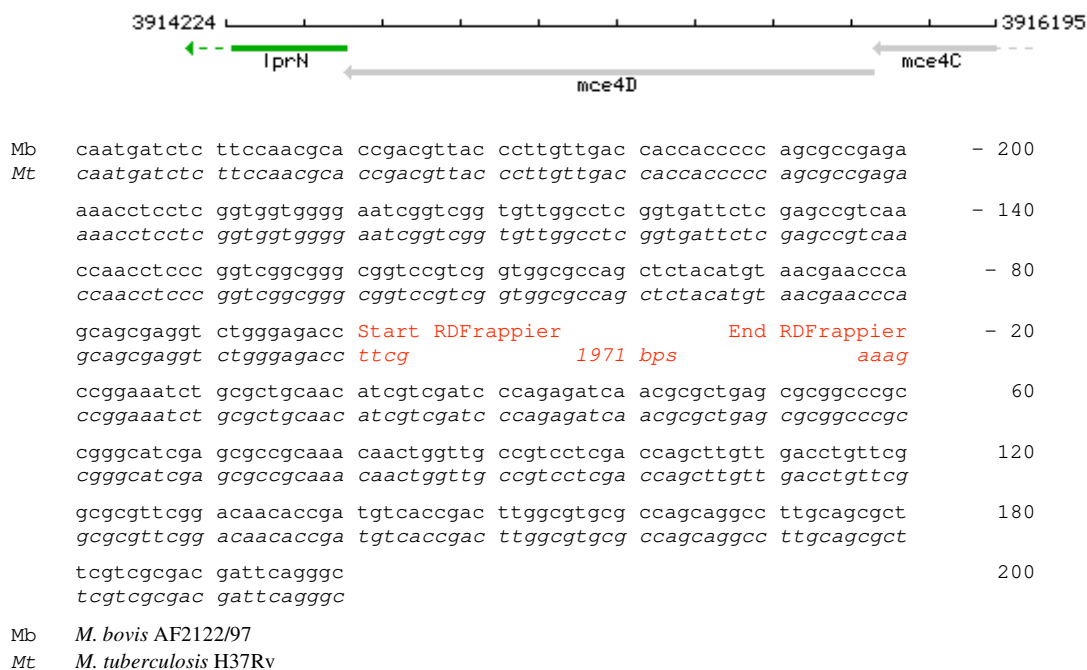 3914224 3916195
lprN mce4C
mce4D
Mb caatgatctc ttccaacgca ccgacgttac ccttgttgac caccaccccc agcgccgaga – 200
Mt caatgatctc ttccaacgca ccgacgttac ccttgttgac caccaccccc agcgccgaga
aaacctcctc ggtggtgggg aatcggtcgg tgttggcctc ggtgattctc gagccgtcaa – 140
aaacctcctc ggtggtgggg aatcggtcgg tgttggcctc ggtgattctc gagccgtcaa
ccaacctccc ggtcggcggg cggtccgtcg gtggcgccag ctctacatgt aacgaaccca – 80
ccaacctccc ggtcggcggg cggtccgtcg gtggcgccag ctctacatgt aacgaaccca
gcagcgaggt ctgggagacc Start RDFrappier End RDFrappier – 20
gcagcgaggt ctgggagacc ttcg 1971 bps aaag
ccggaaatct gcgctgcaac atcgtcgatc ccagagatca acgcgctgag cgcggcccgc 60
ccggaaatct gcgctgcaac atcgtcgatc ccagagatca acgcgctgag cgcggcccgc
cgggcatcga gcgccgcaaa caactggttg ccgtcctcga ccagcttgtt gacctgttcg 120
cgggcatcga gcgccgcaaa caactggttg ccgtcctcga ccagcttgtt gacctgttcg
gcgcgttcgg acaacaccga tgtcaccgac ttggcgtgcg ccagcaggcc ttgcagcgct 180
gcgcgttcgg acaacaccga tgtcaccgac ttggcgtgcg ccagcaggcc ttgcagcgct
tcgtcgcgac gattcagggc 200
tcgtcgcgac gattcagggc
Mb M. bovis AF2122/97
Mt M. tuberculosis H37Rv